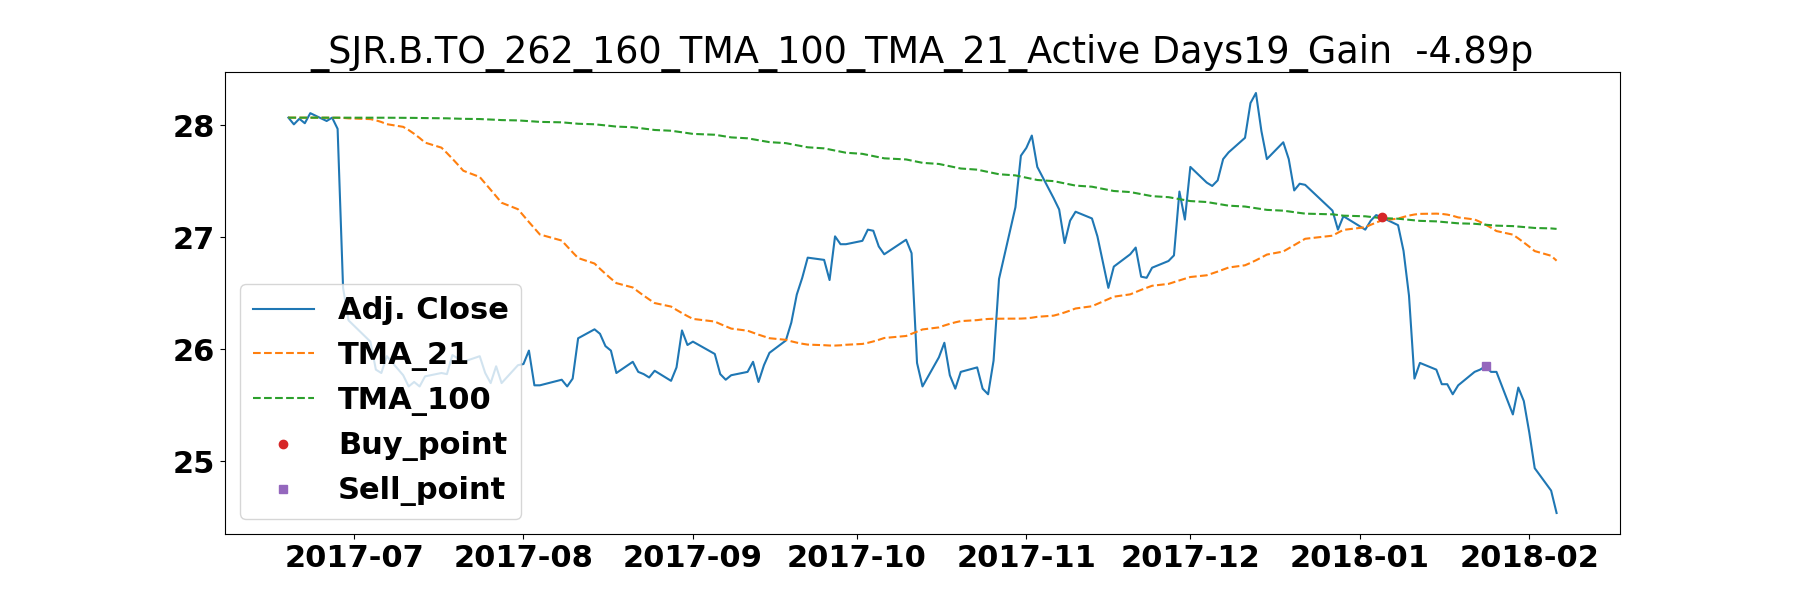 _SJR.B.TO_262_160_TMA_100_TMA_21_Active Days19_Gain  -4.89p
28
27
26
25
Adj. Close
TMA_21
TMA_100
Buy_point
Sell_point
2017-07 2017-08 2017-09 2017-10 2017-11 2017-12 2018-01 2018-02